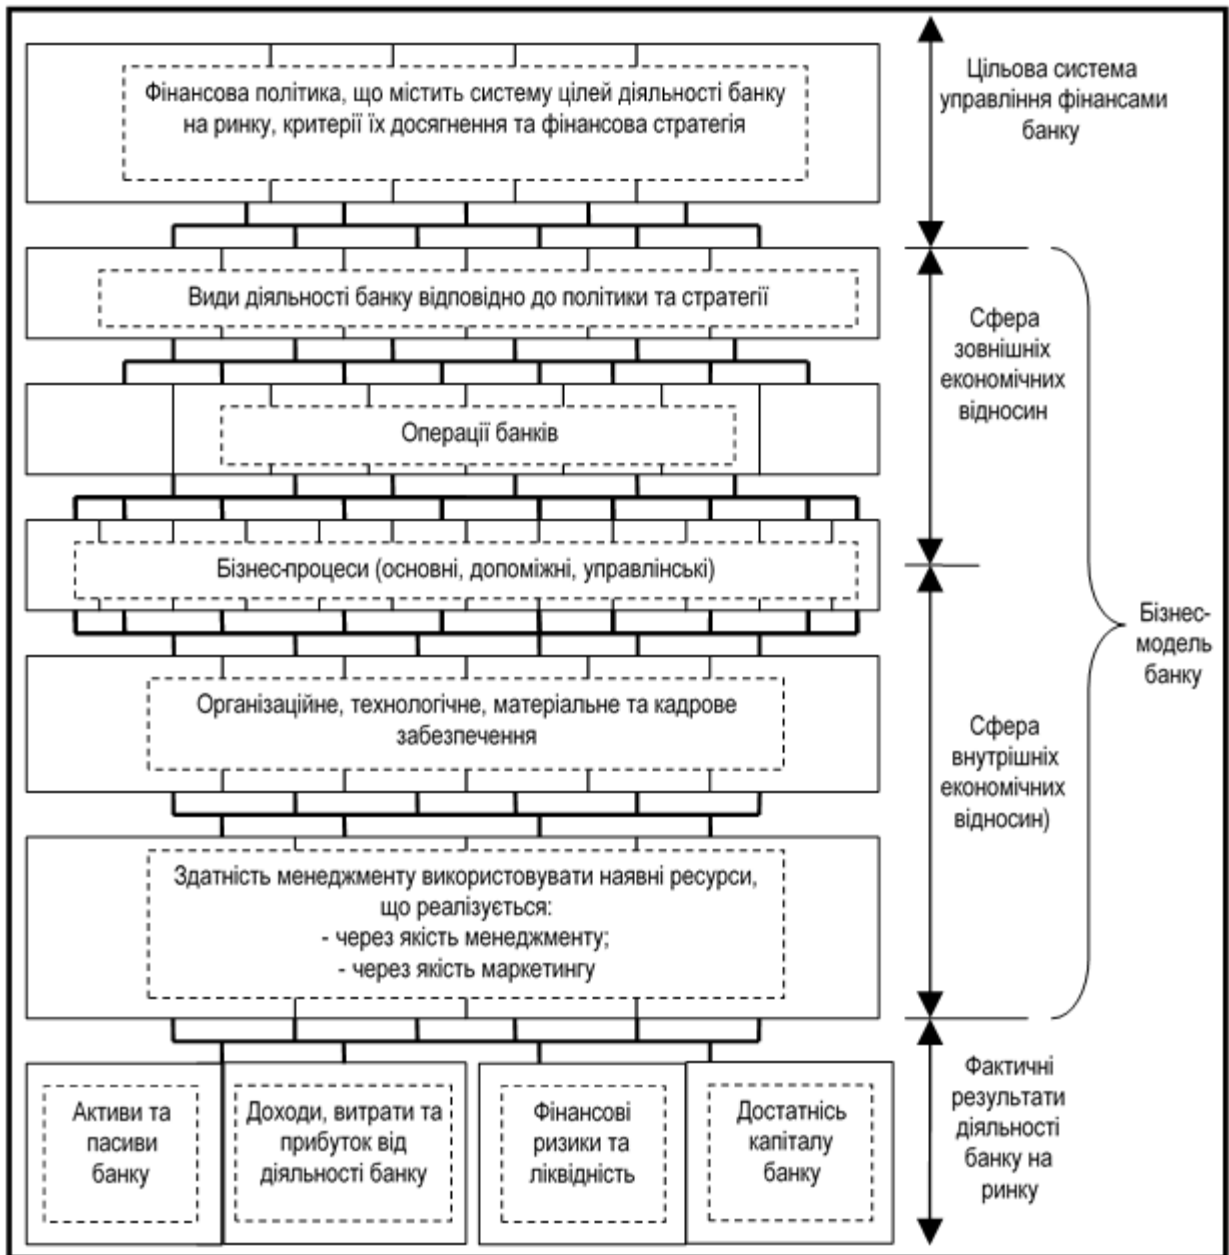 Фінансова політика, що містить систему цілей діяльності банку
на ринку, критерії їх досягнення та фінансова стратегія
Цільова система
управління фінансами
банку
Види діяльності банку відповідно до політики та стратегії
Операції банків
Сфера
зовнішніх
економічних
відносин
Бізнес-процеси (основні, допоміжні, управлінські)
Організаційне, технологічне, матеріальне та кадрове
забезпечення
Здатність менеджменту використовувати наявні ресурси,
що реалізується:
- через якість менеджменту;
- через якість маркетингу
Сфера
внутрішніх
економічних
відносин)
Бізнес-
модель
банку
Активи та
пасиви
банку
Доходи, витрати та
прибуток від
діяльності банку
Фінансові
ризики та
ліквідність
Достатнісь
капіталу
банку
Фактичні
результати
діяльності
банку на
ринку